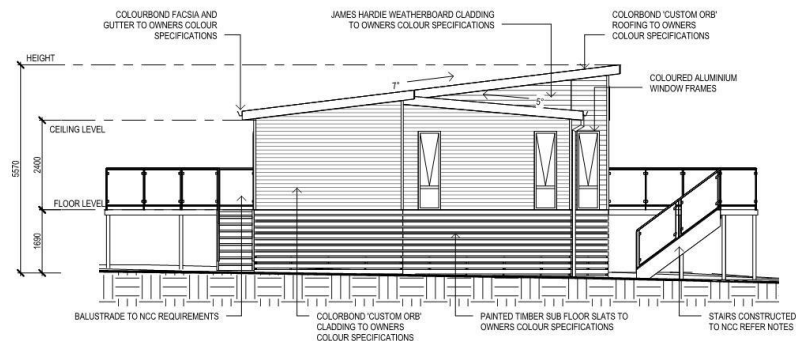 COLOURBOND FACSIA AND
GUTTER TO OWNERS COLOUR
SPECIFICATIONS
JAMES HARDIE WEATHERBOARD CLADDING
TO OWNERS COLOUR SPECIFICATIONS
COLORBOND 'CUSTOM ORB'
ROOFING TO OWNERS
COLOUR SPECIFICATIONS
HEIGHT
7°
5°
COLOURED ALUMINIUM
WINDOW FRAMES
CEILING LEVEL
5570
2400
FLOOR LEVEL
1690
BALUSTRADE TO NCC REQUIREMENTS
COLORBOND 'CUSTOM ORB'
CLADDING TO OWNERS
COLOUR SPECIFICATIONS
PAINTED TIMBER SUB FLOOR SLATS TO
OWNERS COLOUR SPECIFICATIONS
STAIRS CONSTRUCTED
TO NCC REFER NOTES